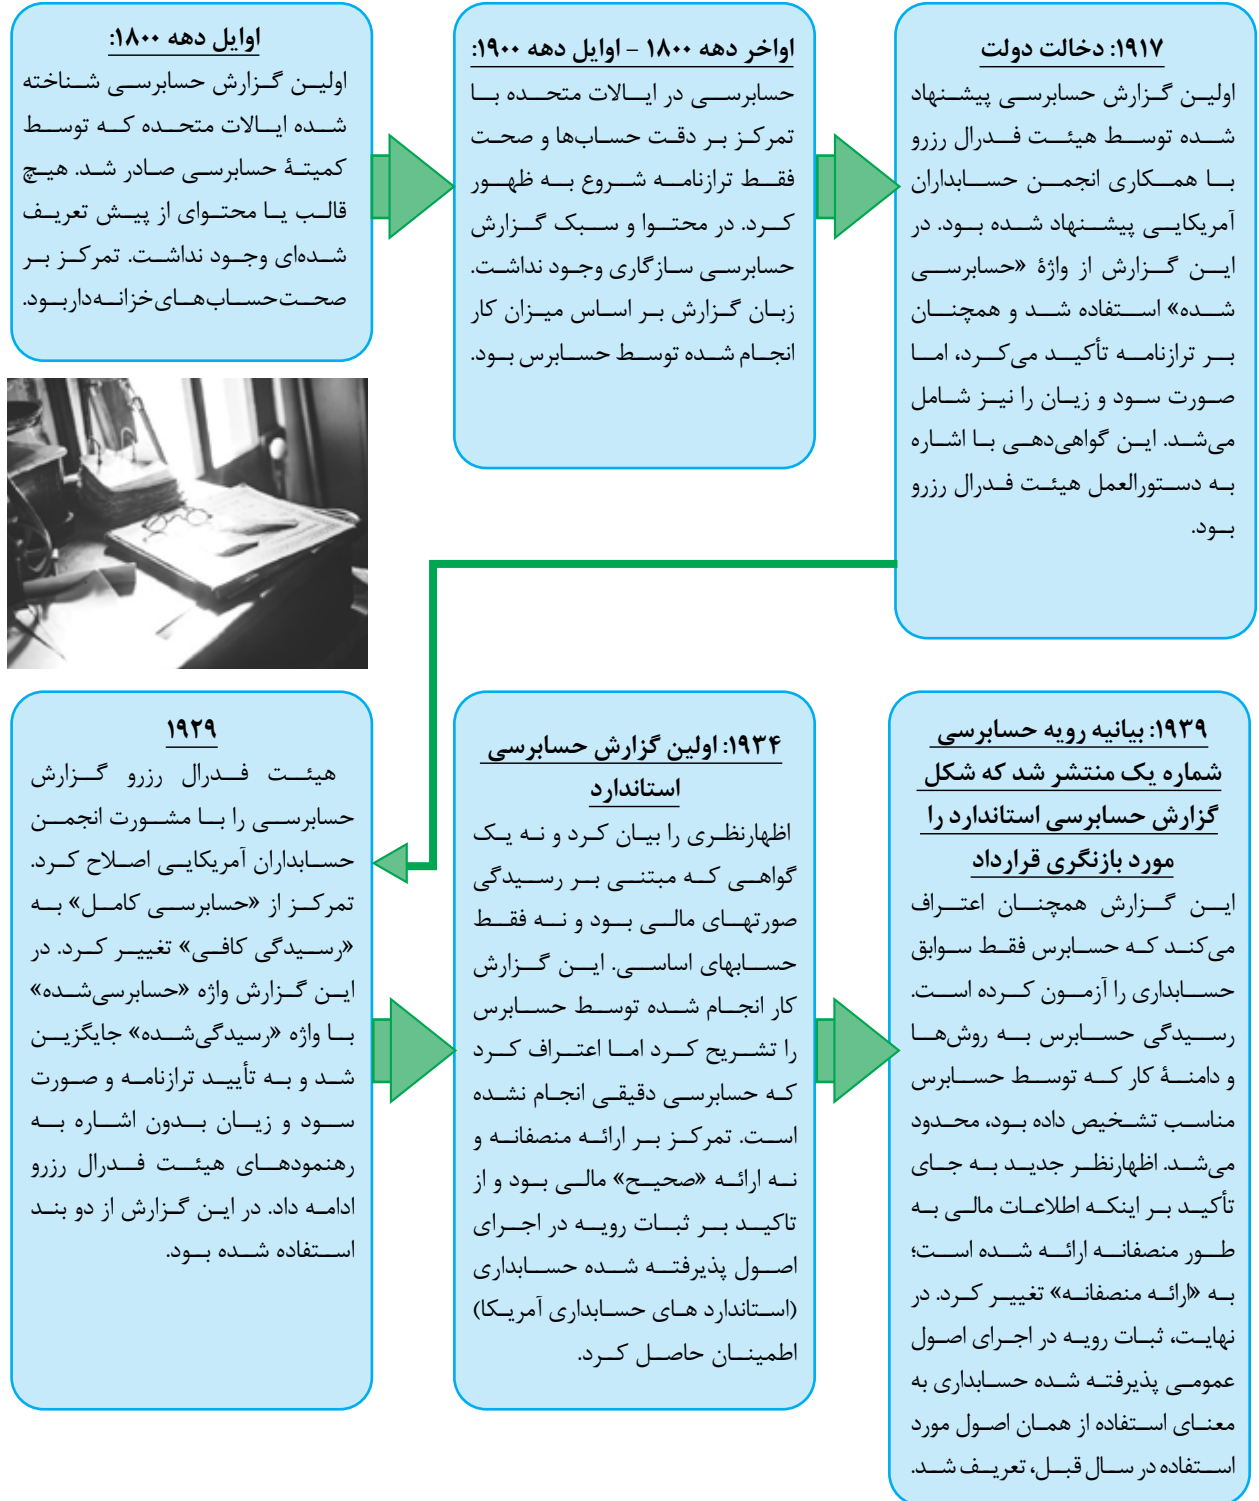 اوایل دهه ۱۸۰۰:
اولین گزارش حسابرسی شناخته
شده ایالات متحده که توسط
کمیتهٔ حسابرسی صادر شد. هیچ
قالب یا محتوای از پیش تعریف
شده‌ای وجود نداشت. تمرکز بر
صحت‌حساب‌های‌خزانه‌داربود.
اواخر دهه ۱۸۰۰ - اوایل دهه ۱۹۰۰:
حسابرسی در ایالات متحده با
تمرکز بر دقت حساب‌ها و صحت
فقط ترازنامه شروع به ظهور
کرد. در محتوا و سبک گزارش
حسابرسی سازگاری وجود نداشت.
زبان گزارش بر اساس میزان کار
انجام شده توسط حسابرس بود.
۱۹۱۷: دخالت دولت
اولین گزارش حسابرسی پیشنهاد
شده توسط هیئت فدرال رزرو
با همکاری انجمن حسابداران
آمریکایی پیشنهاد شده بود. در
این گزارش از واژهٔ «حسابرسی
شده» استفاده شد و همچنان
بر ترازنامه تأکید می‌کرد، اما
صورت سود و زیان را نیز شامل
می‌شد. این گواهی‌دهی با اشاره
به دستورالعمل هیئت فدرال رزرو
بود.
۱۹۲۹
هیئت فدرال رزرو گزارش
حسابرسی را با مشورت انجمن
حسابداران آمریکایی اصلاح کرد.
تمرکز از «حسابرسی کامل» به
«رسیدگی کافی» تغییر کرد. در
این گزارش واژه «حسابرسی‌شده»
با واژه «رسیدگی‌شده» جایگزین
شد و به تأیید ترازنامه و صورت
سود و زیان بدون اشاره به
رهنمودهای هیئت فدرال رزرو
ادامه داد. در این گزارش از دو بند
استفاده شده بود.
۱۹۳۴: اولین گزارش حسابرسی
استاندارد
اظهارنظری را بیان کرد و نه یک
گواهی که مبتنی بر رسیدگی
صورتهای مالی بود و نه فقط
حسابهای اساسی. این گزارش
کار انجام شده توسط حسابرس
را تشریح کرد اما اعتراف کرد
که حسابرسی دقیقی انجام نشده
است. تمرکز بر ارائه منصفانه و
نه ارائه «صحیح» مالی بود و از
تاکید بر ثبات رویه در اجرای
اصول پذیرفته شده حسابداری
(استاندارد های حسابداری آمریکا)
اطمینان حاصل کرد.
۱۹۳۹: بیانیه رویه حسابرسی
شماره یک منتشر شد که شکل
گزارش حسابرسی استاندارد را
مورد بازنگری قرارداد
این گزارش همچنان اعتراف
می‌کند که حسابرس فقط سوابق
حسابداری را آزمون کرده است.
رسیدگی حسابرس به روش‌ها
و دامنهٔ کار که توسط حسابرس
مناسب تشخیص داده بود، محدود
می‌شد. اظهارنظر جدید به جای
تأکید بر اینکه اطلاعات مالی به
طور منصفانه ارائه شده است؛
به «ارائه منصفانه» تغییر کرد. در
نهایت، ثبات رویه در اجرای اصول
عمومی پذیرفته شده حسابداری به
معنای استفاده از همان اصول مورد
استفاده در سال قبل، تعریف شد.